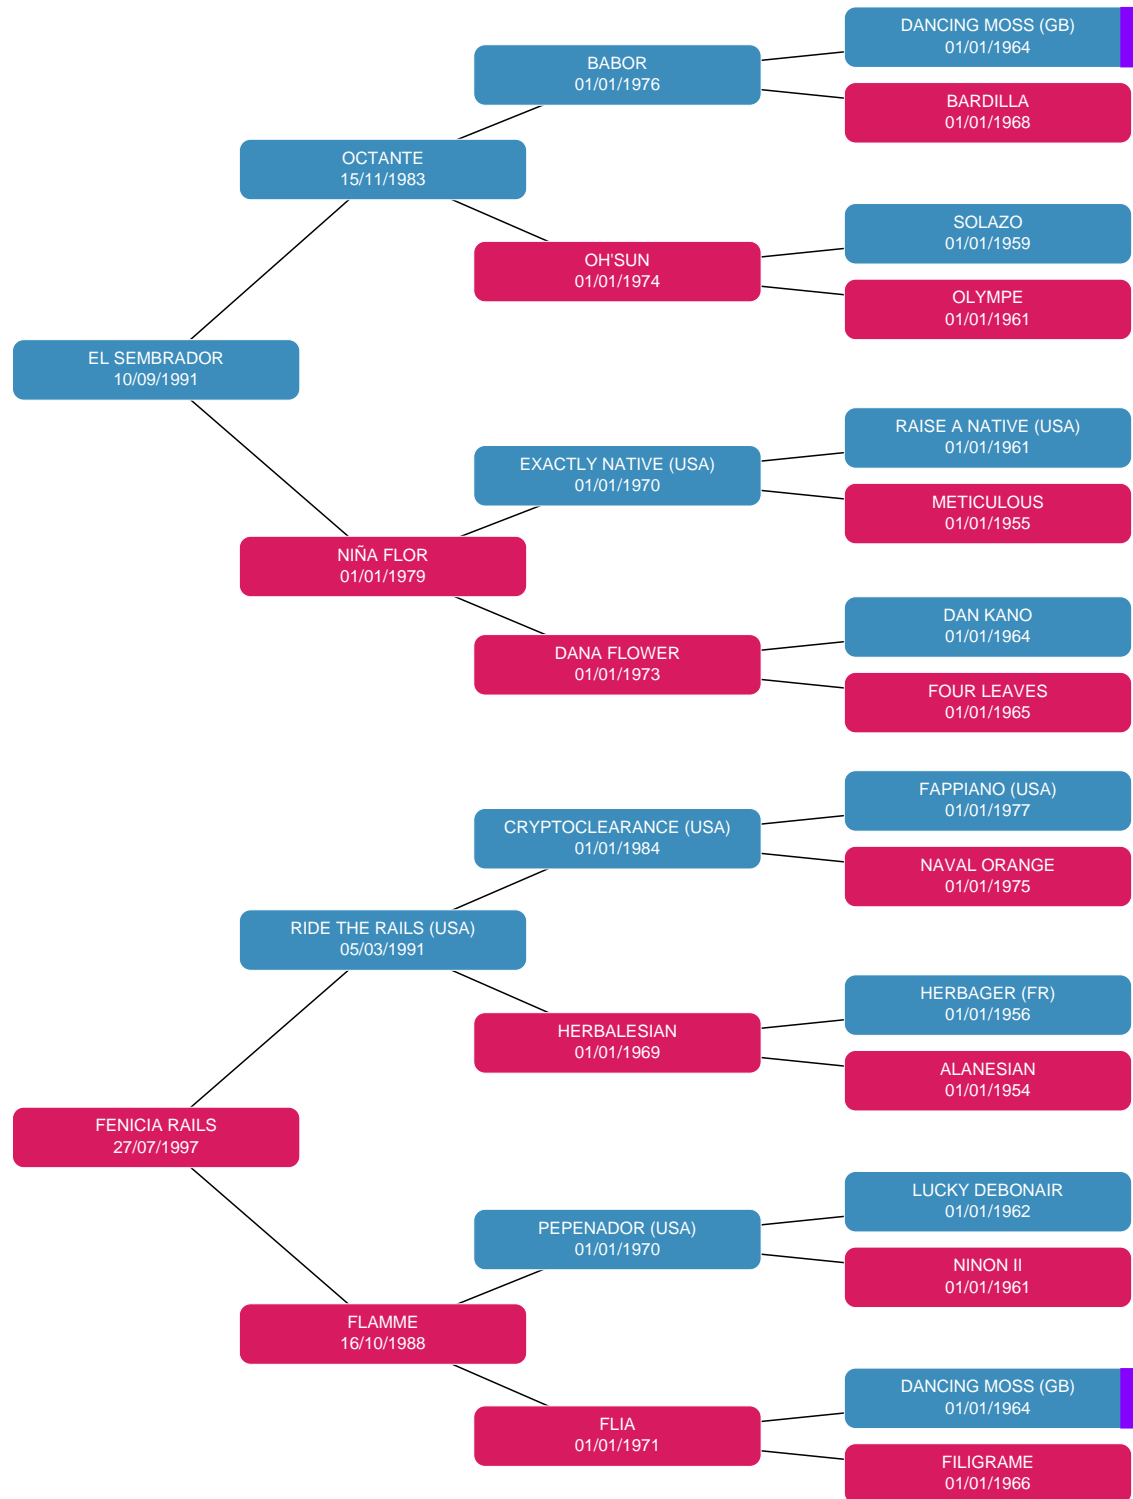 DANCING MOSS (GB)
01/01/1964
BABOR
01/01/1976
BARDILLA
01/01/1968
OCTANTE
15/11/1983
SOLAZO
01/01/1959
OH'SUN
01/01/1974
OLYMPE
01/01/1961
EL SEMBRADOR
10/09/1991
RAISE A NATIVE (USA)
01/01/1961
EXACTLY NATIVE (USA)
01/01/1970
METICULOUS
01/01/1955
NIÑA FLOR
01/01/1979
DAN KANO
01/01/1964
DANA FLOWER
01/01/1973
FOUR LEAVES
01/01/1965
FAPPIANO (USA)
01/01/1977
CRYPTOCLEARANCE (USA)
01/01/1984
NAVAL ORANGE
01/01/1975
RIDE THE RAILS (USA)
05/03/1991
HERBAGER (FR)
01/01/1956
HERBALESIAN
01/01/1969
ALANESIAN
01/01/1954
FENICIA RAILS
27/07/1997
LUCKY DEBONAIR
01/01/1962
PEPENADOR (USA)
01/01/1970
NINON II
01/01/1961
FLAMME
16/10/1988
DANCING MOSS (GB)
01/01/1964
FLIA
01/01/1971
FILIGRAME
01/01/1966